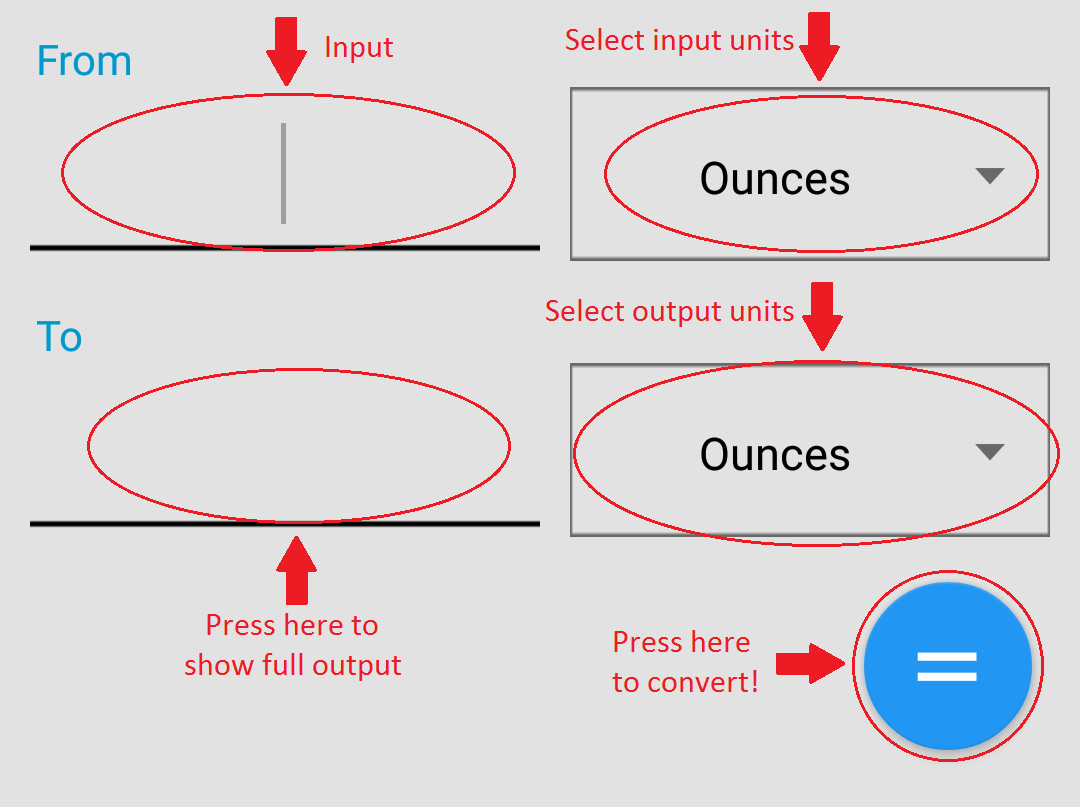 From
Input
Select input units
Ounces
To
Select output units
Ounces
Press here to
show full output
Press here
to convert!
=